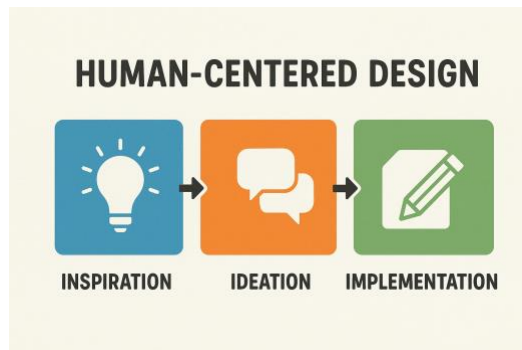 HUMAN-CENTERED DESIGN
INSPIRATION
IDEATION
IMPLEMENTATION